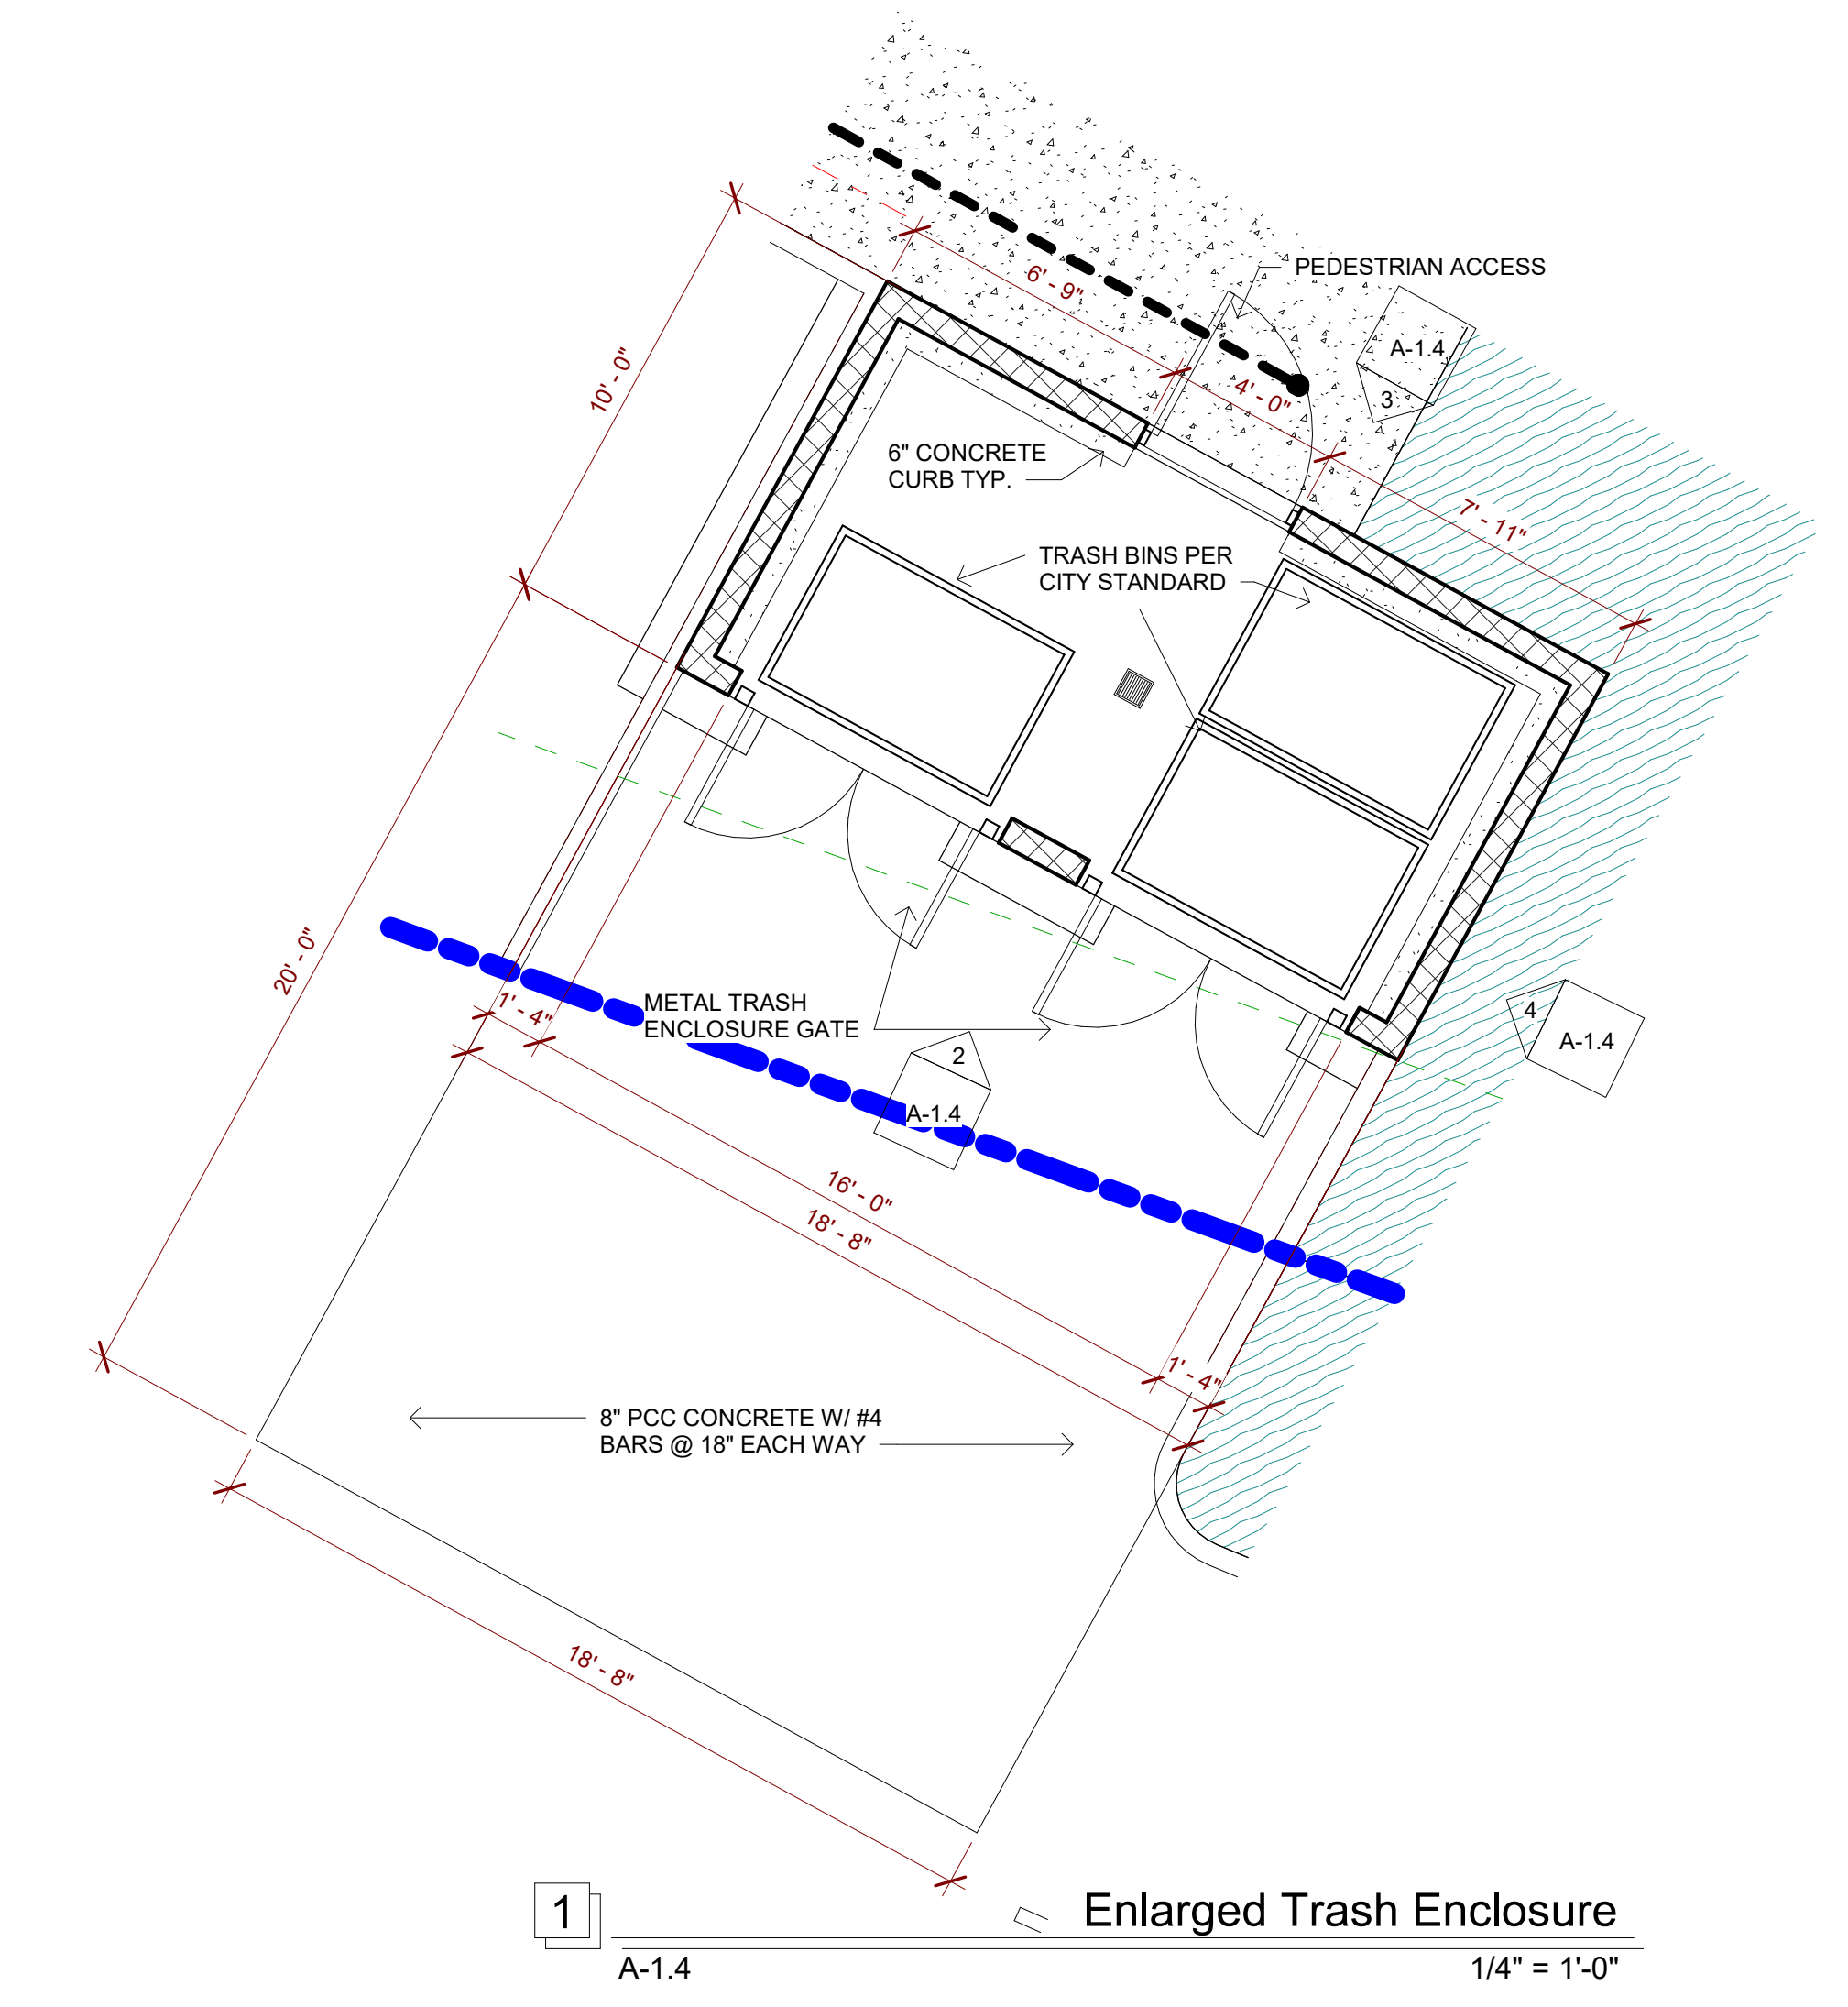 PEDESTRIAN ACCESS
6' - 9"
A-1.4
10' - 0"
4' - 0"
3
6" CONCRETE
CURB TYP.
7' - 11"
TRASH BINS PER
CITY STANDARD
20' - 0"
1' - 4"
METAL TRASH
ENCLOSURE GATE
4
A-1.4
2
A-1.4
16' - 0"
18' - 8"
1' - 4"
8" PCC CONCRETE W/ #4
BARS @ 18" EACH WAY
18' - 8"
1
Enlarged Trash Enclosure
A-1.4
1/4" = 1'-0"